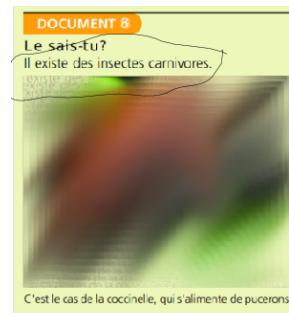 DOCUMENT 8
Le sais-tu?
Il existe des insectes carnivores.
C'est le cas de la coccinelle, qui s'alimente de pucerons